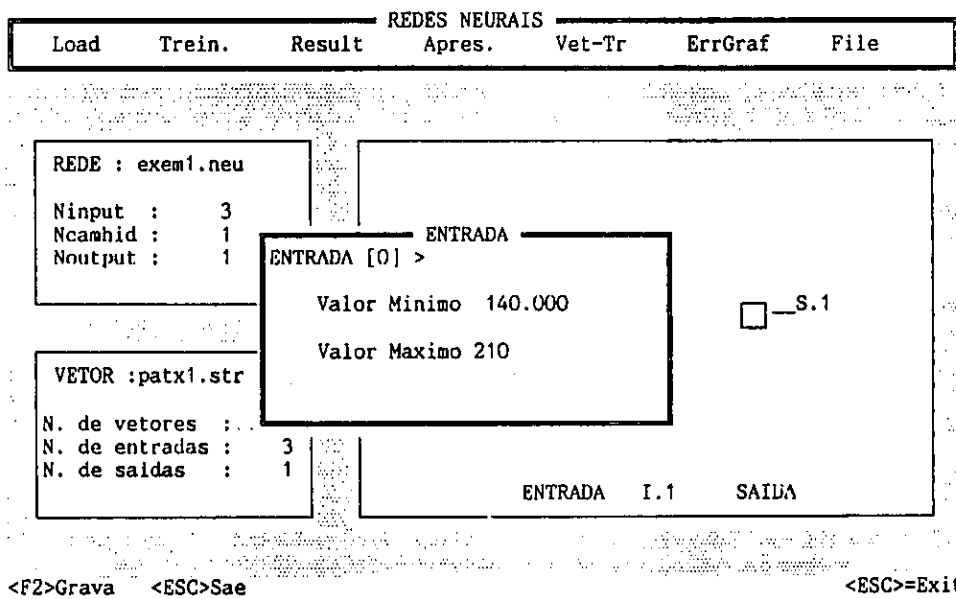 REDES NEURAIS
Load Trein. Result Apres. Vet-Tr ErrGraf File
REDE : exem1.neu
Ninput : 3
Ncamhid : 1
Noutput : 1
ENTRADA
ENTRADA [0] >
Valor Minimo 140.000
Valor Maximo 210
__S.1
VETOR :patx1.str
N. de vetores :
N. de entradas : 3
N. de saidas : 1
ENTRADA I.1 SAIDA
<F2>Grava <ESC>Sae <ESC>=Exit